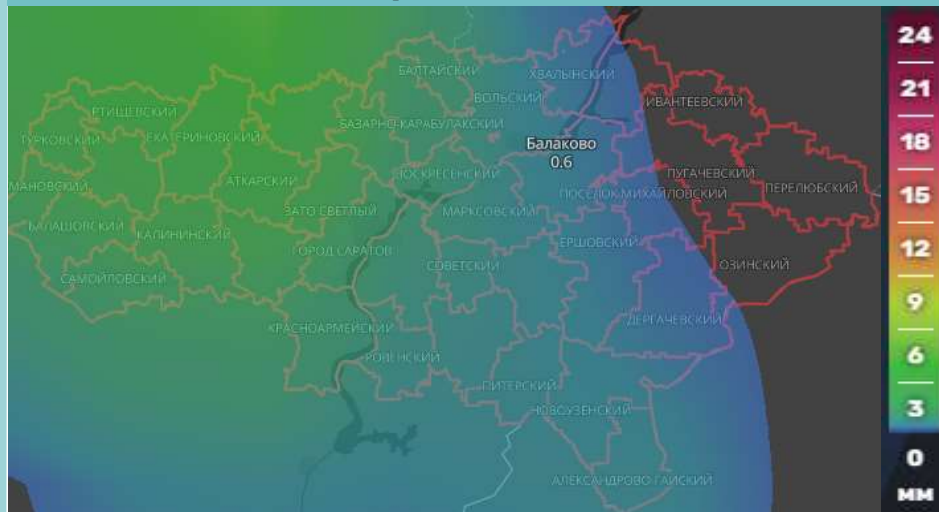 24
БАЛТАЙСКИЙ
ХВАЛЫНСКИЙ
21
ВОЛЬСКИЙ
ИВАНТЕЕВСКИЙ
РТИЩЕВСКИЙ
БАЗАРНО-КАРАБУЛАКСКИЙ
ТУРКОВСКИЙ
ЕКАТЕРИНОВСКИЙ
Балаково
0.6
18
ВОСКРЕСЕНСКИЙ
ПУГАЧЕВСКИЙ
МАНОВСКИЙ
АТКАРСКИЙ
ПОСЕЛОК МИХАЙЛОВСКИЙ
ПЕРЕЛЮБСКИЙ
15
ЗАТО СВЕТЛЫЙ
МАРКСОВСКИЙ
БАЛАШОВСКИЙ
КАЛИНИНСКИЙ
ГОРОД САРАТОВ
ЕРШОВСКИЙ
12
СОВЕТСКИЙ
ОЗИНСКИЙ
САМОЙЛОВСКИЙ
9
КРАСНОАРМЕЙСКИЙ
ДЕРГАЧЕВСКИЙ
6
РОВЕНСКИЙ
ПИТЕРСКИЙ
3
НОВОУЗЕНСКИЙ
0
АЛЕКСАНДРОВО ГАЙСКИЙ
ММ